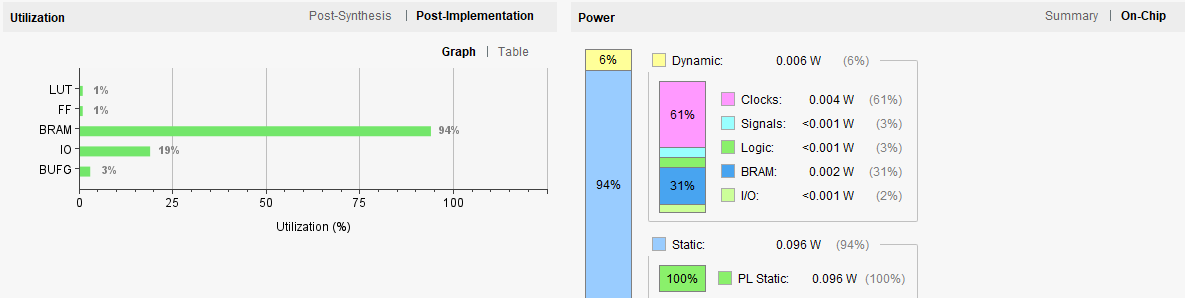 Utilization
Post-Synthesis | Post-Implementation
Graph | Table
LUT 1%
FF 1%
BRAM 94%
IO 19%
BUFG 3%
0 25 50 75 100
Utilization (%)
Power
Summary | On-Chip
6%
94%
Dynamic: 0.006 W (6%)
61%
31%
Clocks: 0.004 W (61%)
Signals: <0.001 W (3%)
Logic: <0.001 W (3%)
BRAM: 0.002 W (31%)
I/O: <0.001 W (2%)
Static: 0.096 W (94%)
100% PL Static: 0.096 W (100%)